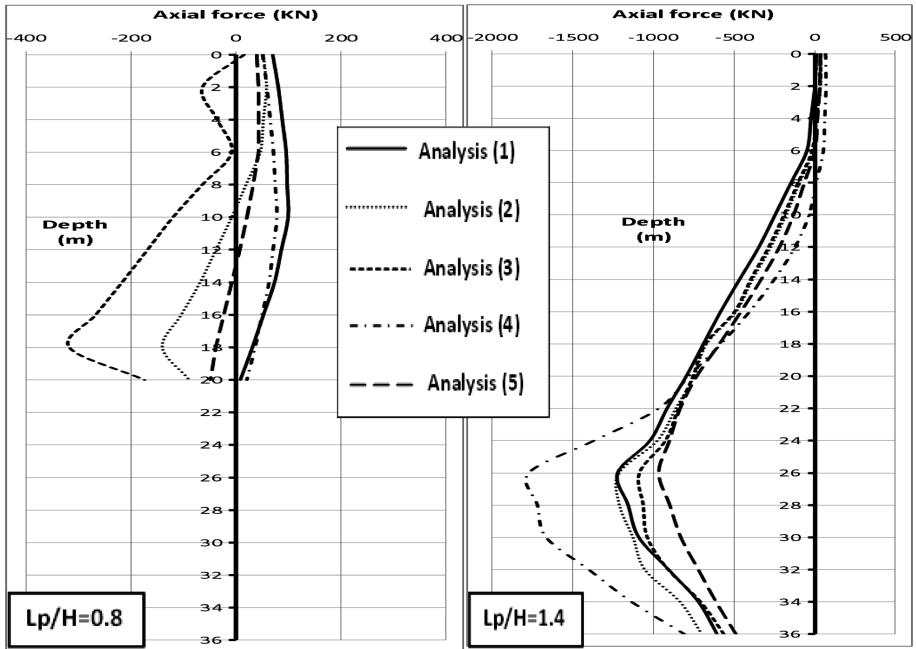 Axial force (KN)
-400 -200 0 200 400
0
2
4
6
8
10
12
14
16
18
20
22
24
26
28
30
32
34
36
Depth
(m)
Lp/H=0.8
Analysis (1)
Analysis (2)
Analysis (3)
Analysis (4)
Analysis (5)
Axial force (KN)
-2000 -1500 -1000 -500 0 500
0
2
4
6
8
10
12
14
16
18
20
22
24
26
28
30
32
34
36
Depth
(m)
Lp/H=1.4